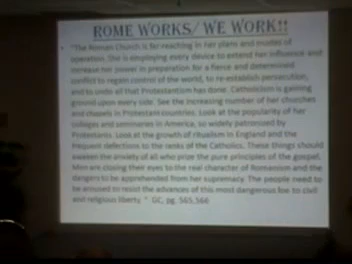 ROME WORKS/ WE WORK!!
"The Roman Church is far-reaching in her plans and modes of
operation. She is employing every device to extend her influence and
increase her power in preparation for a fierce and determined
conflict to regain control of the world, to re-establish persecution,
and to undo all that Protestantism has done. Catholicism is gaining
ground upon every side. See the increasing number of her churches
and chapels in Protestant countries. Look at the popularity of her
colleges and seminaries in America, so widely patronized by
Protestants. Look at the growth of ritualism in England and the
frequent defections to the ranks of the Catholics. These things should
awaken the anxiety of all who prize the pure principles of the gospel.
Men are closing their eyes to the real character of Romanism and the
dangers to be apprehended from her supremacy. The people need to
be aroused to resist the advances of this most dangerous foe to civil
and religious liberty. " GC, pg. 565,566